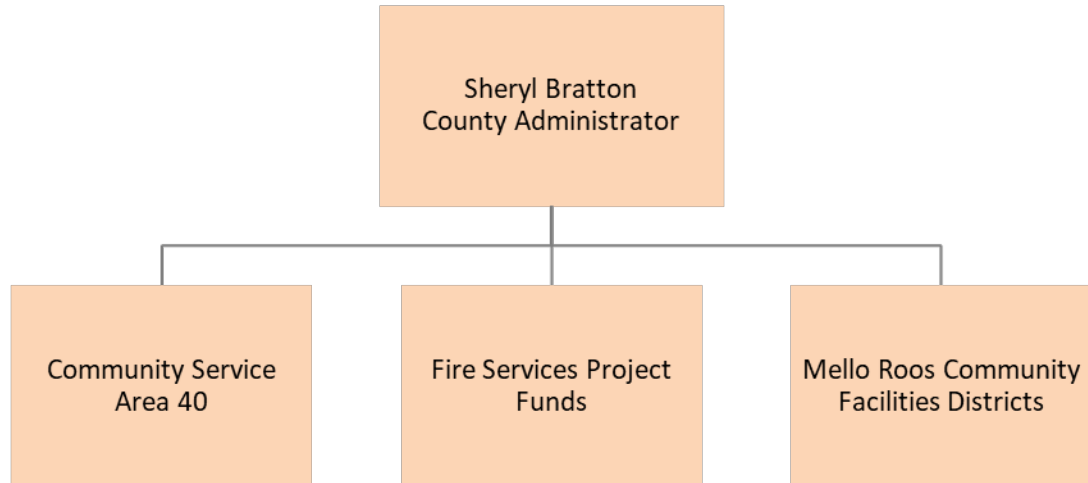 Sheryl Bratton
County Administrator
Community Service
Area 40
Fire Services Project
Funds
Mello Roos Community
Facilities Districts